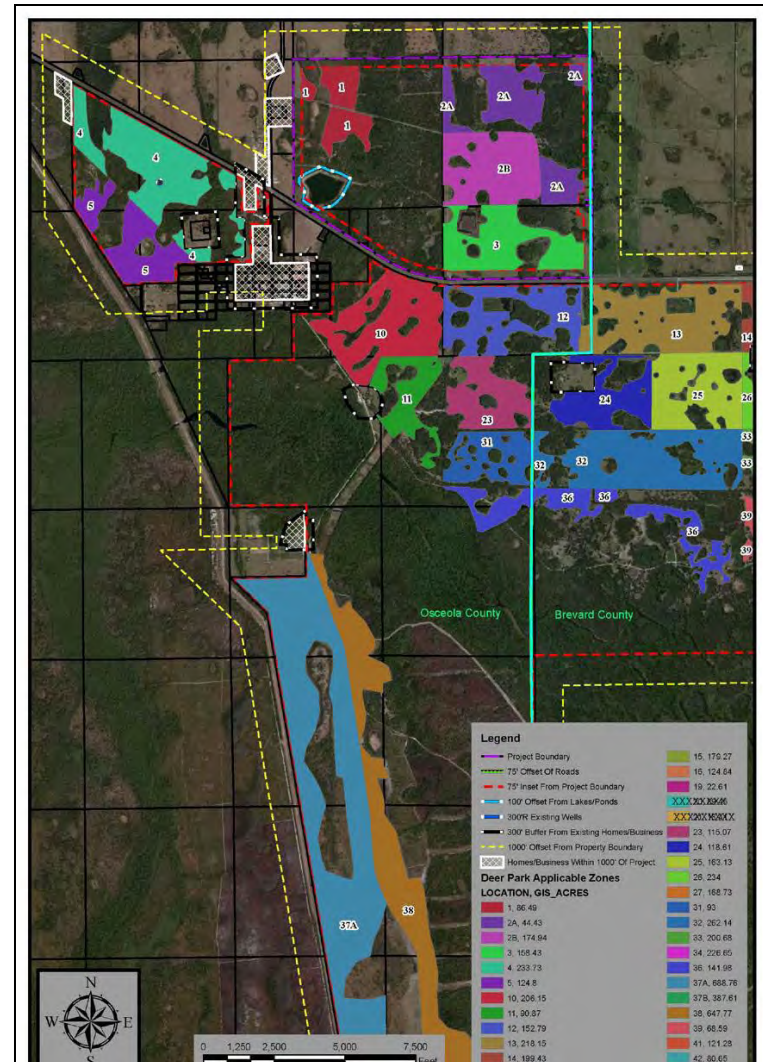 1
1
1
2A
2A
2A
2A
2B
3
4
4
4
5
5
10
11
12
13
14
23
24
25
26
31
32
32
33
33
36
36
36
39
39
37A
38
Osceola County
Brevard County
Legend
Project Boundary
75' Offset Of Roads
75' Inset From Project Boundary
100' Offset From Lakes/Ponds
300'R Existing Wells
300' Buffer From Existing Homes/Business
1000' Offset From Property Boundary
Homes/Business Within 1000' Of Project
Deer Park Applicable Zones
LOCATION, GIS_ACRES
1, 86.49
2A, 44.43
2B, 174.94
3, 158.43
4, 233.73
5, 124.8
10, 206.15
11, 90.87
12, 152.79
13, 218.15
14, 199.43
15, 179.27
16, 124.64
19, 22.61
23, 115.07
24, 118.61
25, 163.13
26, 234
27, 168.73
31, 93
32, 262.14
33, 200.68
34, 226.65
36, 141.98
37A, 688.76
37B, 387.61
38, 647.77
39, 68.59
41, 121.28
42, 80.65
N
W E
S
0 1,250 2,500 5,000 7,500
Feet